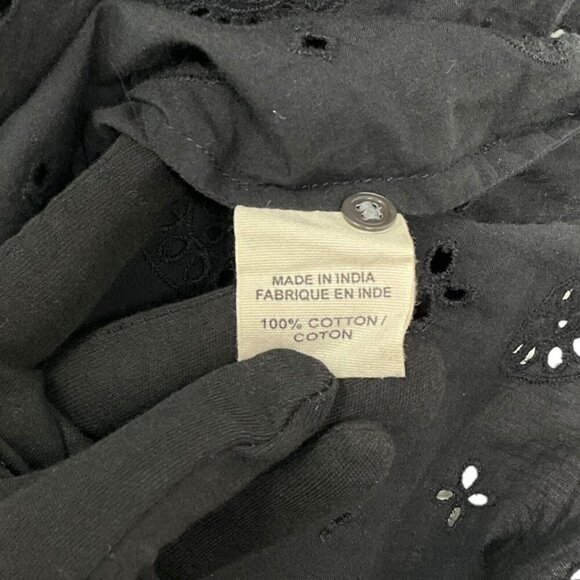 MADE IN INDIA
FABRIQUE EN INDE
100% COTTON /
COTON